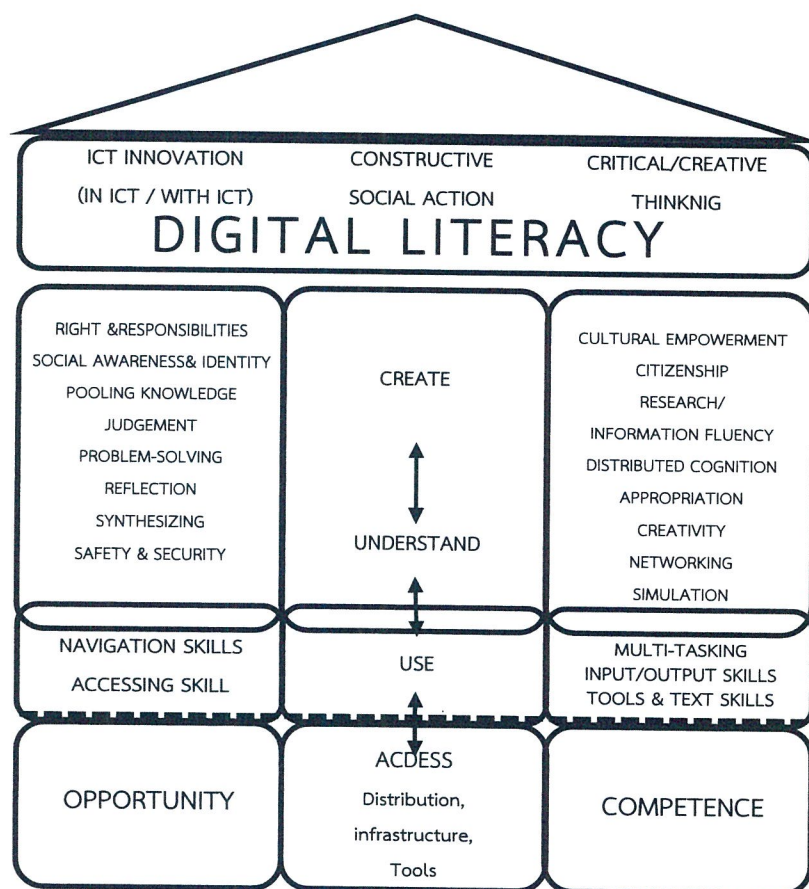 ICT INNOVATION
(IN ICT / WITH ICT)
CONSTRUCTIVE
SOCIAL ACTION
CRITICAL/CREATIVE
THINKNIG
DIGITAL LITERACY
RIGHT &RESPONSIBILITIES
SOCIAL AWARENESS& IDENTITY
POOLING KNOWLEDGE
JUDGEMENT
PROBLEM-SOLVING
REFLECTION
SYNTHESIZING
SAFETY & SECURITY
CREATE
UNDERSTAND
CULTURAL EMPOWERMENT
CITIZENSHIP
RESEARCH/
INFORMATION FLUENCY
DISTRIBUTED COGNITION
APPROPRIATION
CREATIVITY
NETWORKING
SIMULATION
NAVIGATION SKILLS
ACCESSING SKILL
USE
MULTI-TASKING
INPUT/OUTPUT SKILLS
TOOLS & TEXT SKILLS
OPPORTUNITY
ACDESS
Distribution,
infrastructure,
Tools
COMPETENCE